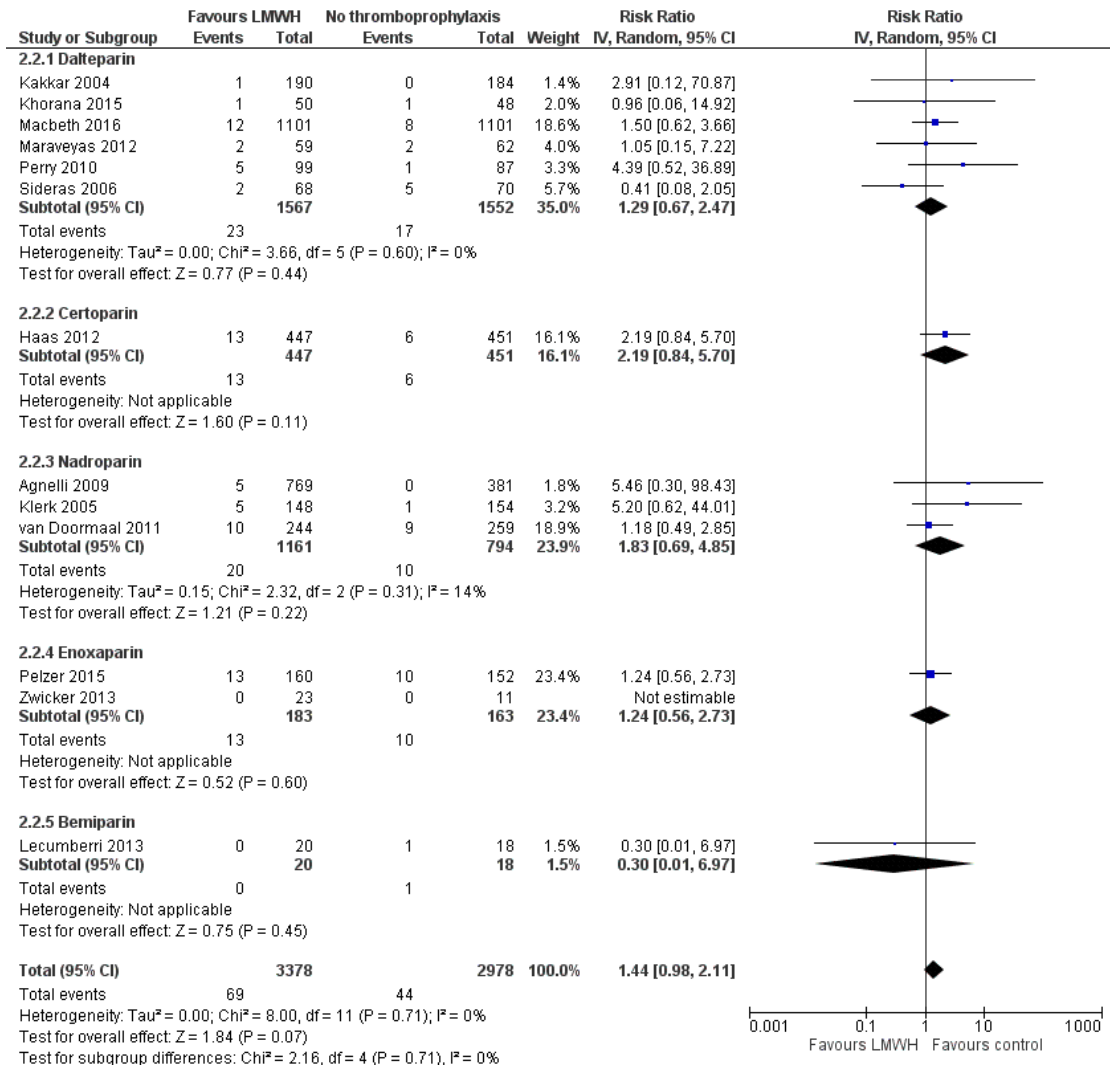 Favours LMWH No thromboprophylaxis Risk Ratio Risk Ratio
Study or Subgroup Events Total Events Total Weight IV, Random, 95% CI IV, Random, 95% CI
2.2.1 Dalteparin
Kakkar 2004 1 190 0 184 1.4% 2.91 [0.12, 70.87]
Khorana 2015 1 50 1 48 2.0% 0.96 [0.06, 14.92]
Macbeth 2016 12 1101 8 1101 18.6% 1.50 [0.62, 3.66]
Maraveyas 2012 2 59 2 62 4.0% 1.05 [0.15, 7.22]
Perry 2010 5 99 1 87 3.3% 4.39 [0.52, 36.89]
Sideras 2006 2 68 5 70 5.7% 0.41 [0.08, 2.05]
Subtotal (95% CI) 1567 1552 35.0% 1.29 [0.67, 2.47]
Total events 23 17
Heterogeneity: Tau² = 0.00; Chi² = 3.66, df = 5 (P = 0.60); I² = 0%
Test for overall effect: Z = 0.77 (P = 0.44)
2.2.2 Certoparin
Haas 2012 13 447 6 451 16.1% 2.19 [0.84, 5.70]
Subtotal (95% CI) 447 451 16.1% 2.19 [0.84, 5.70]
Total events 13 6
Heterogeneity: Not applicable
Test for overall effect: Z = 1.60 (P = 0.11)
2.2.3 Nadroparin
Agnelli 2009 5 769 0 381 1.8% 5.46 [0.30, 98.43]
Klerk 2005 5 148 1 154 3.2% 5.20 [0.62, 44.01]
van Doormaal 2011 10 244 9 259 18.9% 1.18 [0.49, 2.85]
Subtotal (95% CI) 1161 794 23.9% 1.83 [0.69, 4.85]
Total events 20 10
Heterogeneity: Tau² = 0.15; Chi² = 2.32, df = 2 (P = 0.31); I² = 14%
Test for overall effect: Z = 1.21 (P = 0.22)
2.2.4 Enoxaparin
Pelzer 2015 13 160 10 152 23.4% 1.24 [0.56, 2.73]
Zwicker 2013 0 23 0 11 Not estimable
Subtotal (95% CI) 183 163 23.4% 1.24 [0.56, 2.73]
Total events 13 10
Heterogeneity: Not applicable
Test for overall effect: Z = 0.52 (P = 0.60)
2.2.5 Bemiparin
Lecumberri 2013 0 20 1 18 1.5% 0.30 [0.01, 6.97]
Subtotal (95% CI) 20 18 1.5% 0.30 [0.01, 6.97]
Total events 0 1
Heterogeneity: Not applicable
Test for overall effect: Z = 0.75 (P = 0.45)
Total (95% CI) 3378 2978 100.0% 1.44 [0.98, 2.11]
Total events 69 44
Heterogeneity: Tau² = 0.00; Chi² = 8.00, df = 11 (P = 0.71); I² = 0%
Test for overall effect: Z = 1.84 (P = 0.07)
Test for subgroup differences: Chi² = 2.16, df = 4 (P = 0.71), I² = 0%
0.001 0.1 1 10 1000
Favours LMWH Favours control